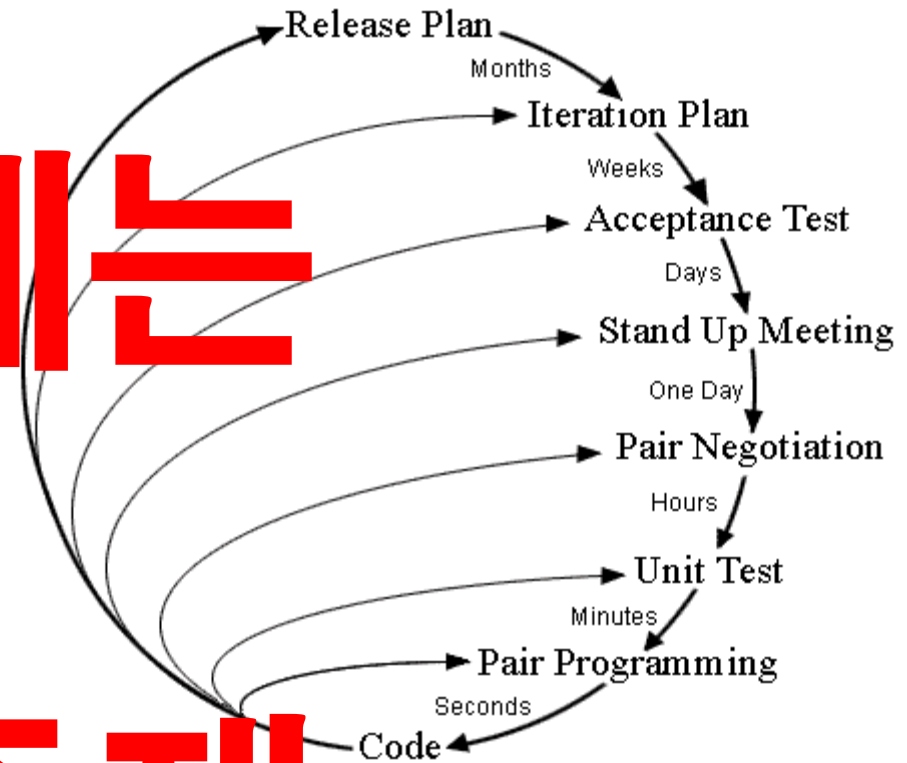 Release Plan
Months
Iteration Plan
Weeks
Acceptance Test
Days
Stand Up Meeting
One Day
Pair Negotiation
Hours
Unit Test
Minutes
Pair Programming
Seconds
Code